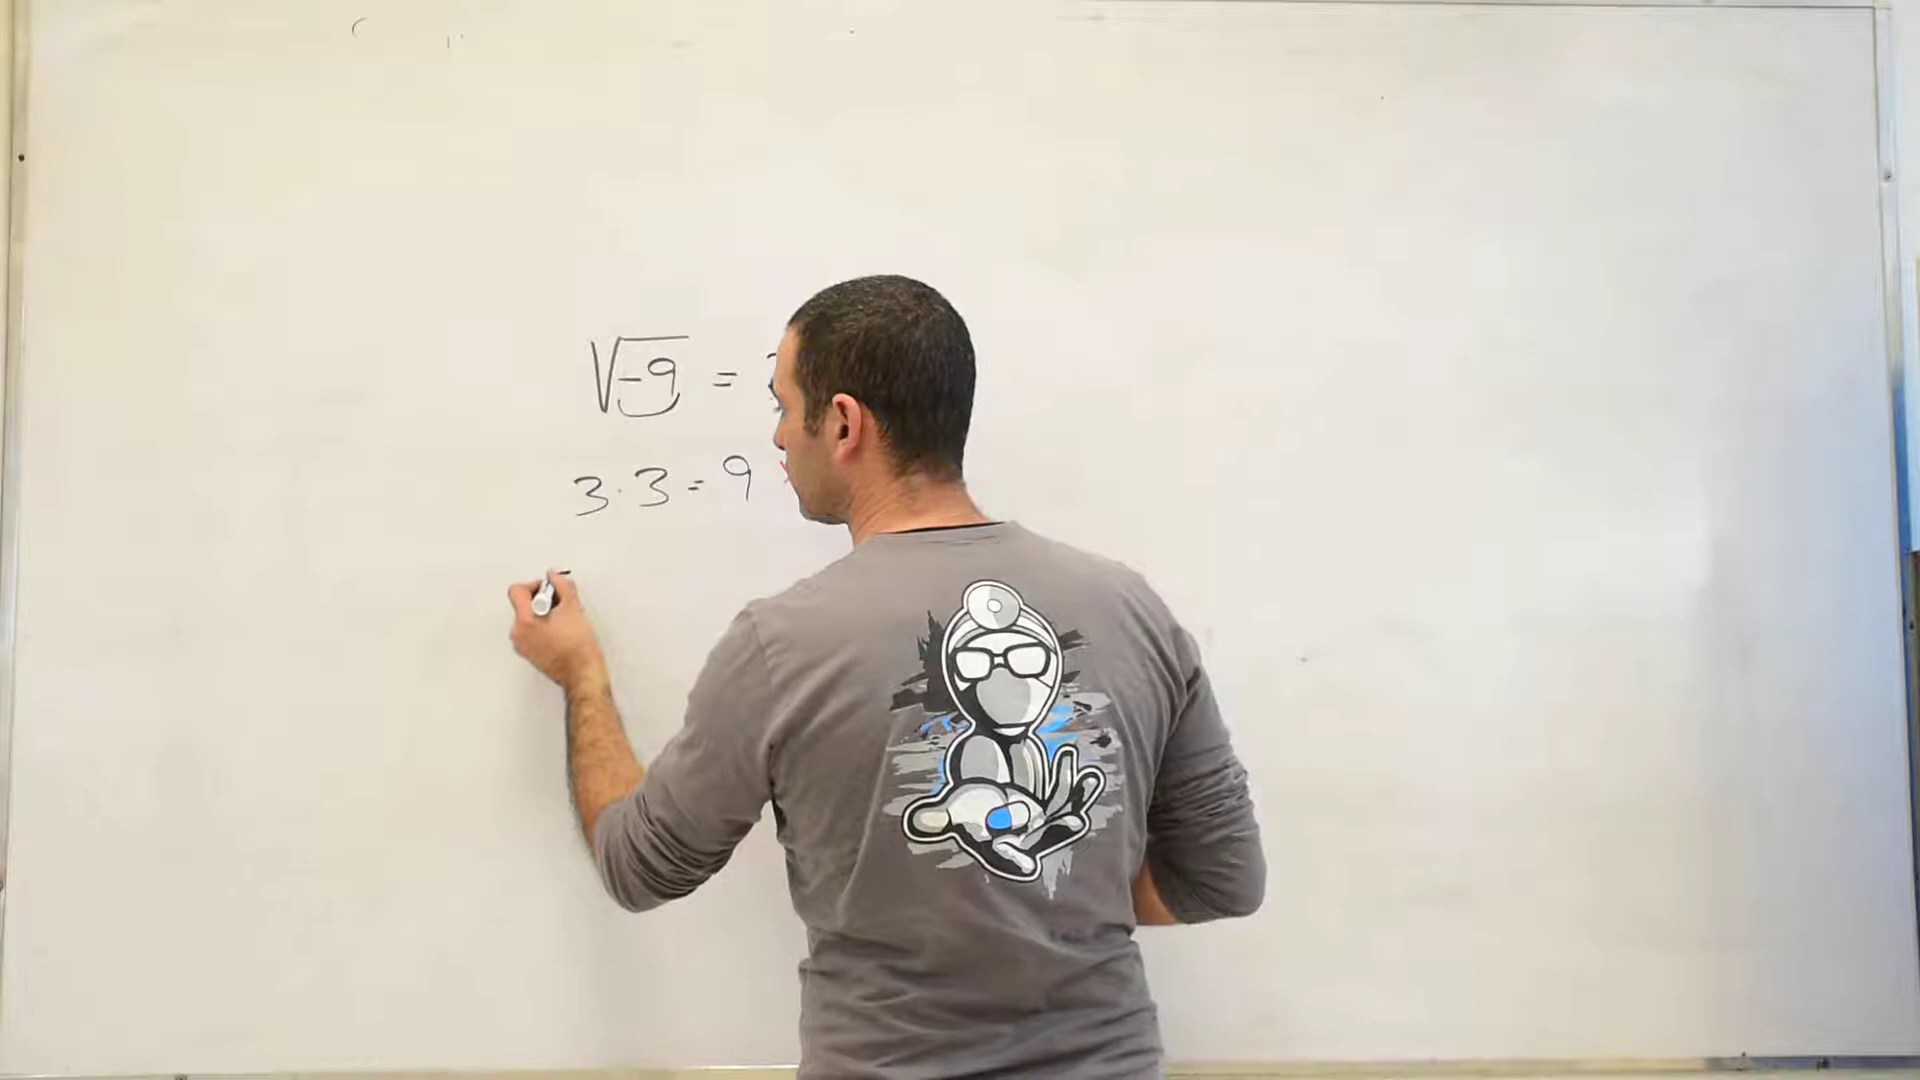 √-9 =
3·3=9